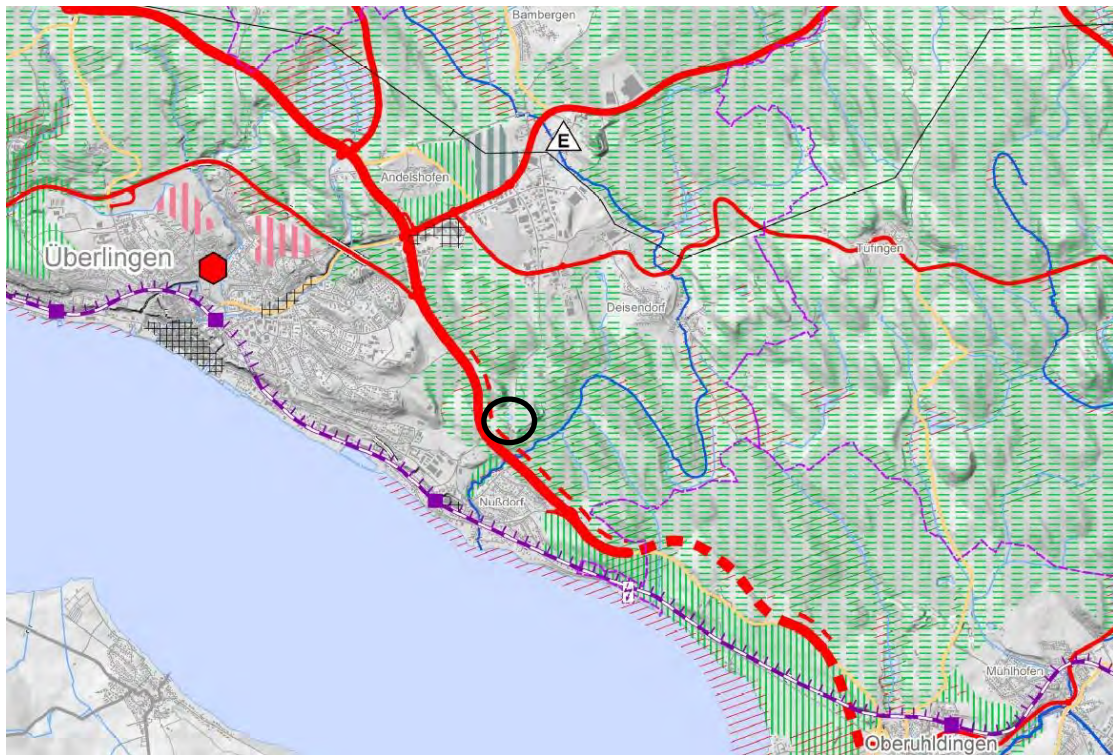 Bambergen
E
Andelshofen
Tüfingen
Überlingen
Deisendorf
Nußdorf
Mühlhofen
Oberuhldingen